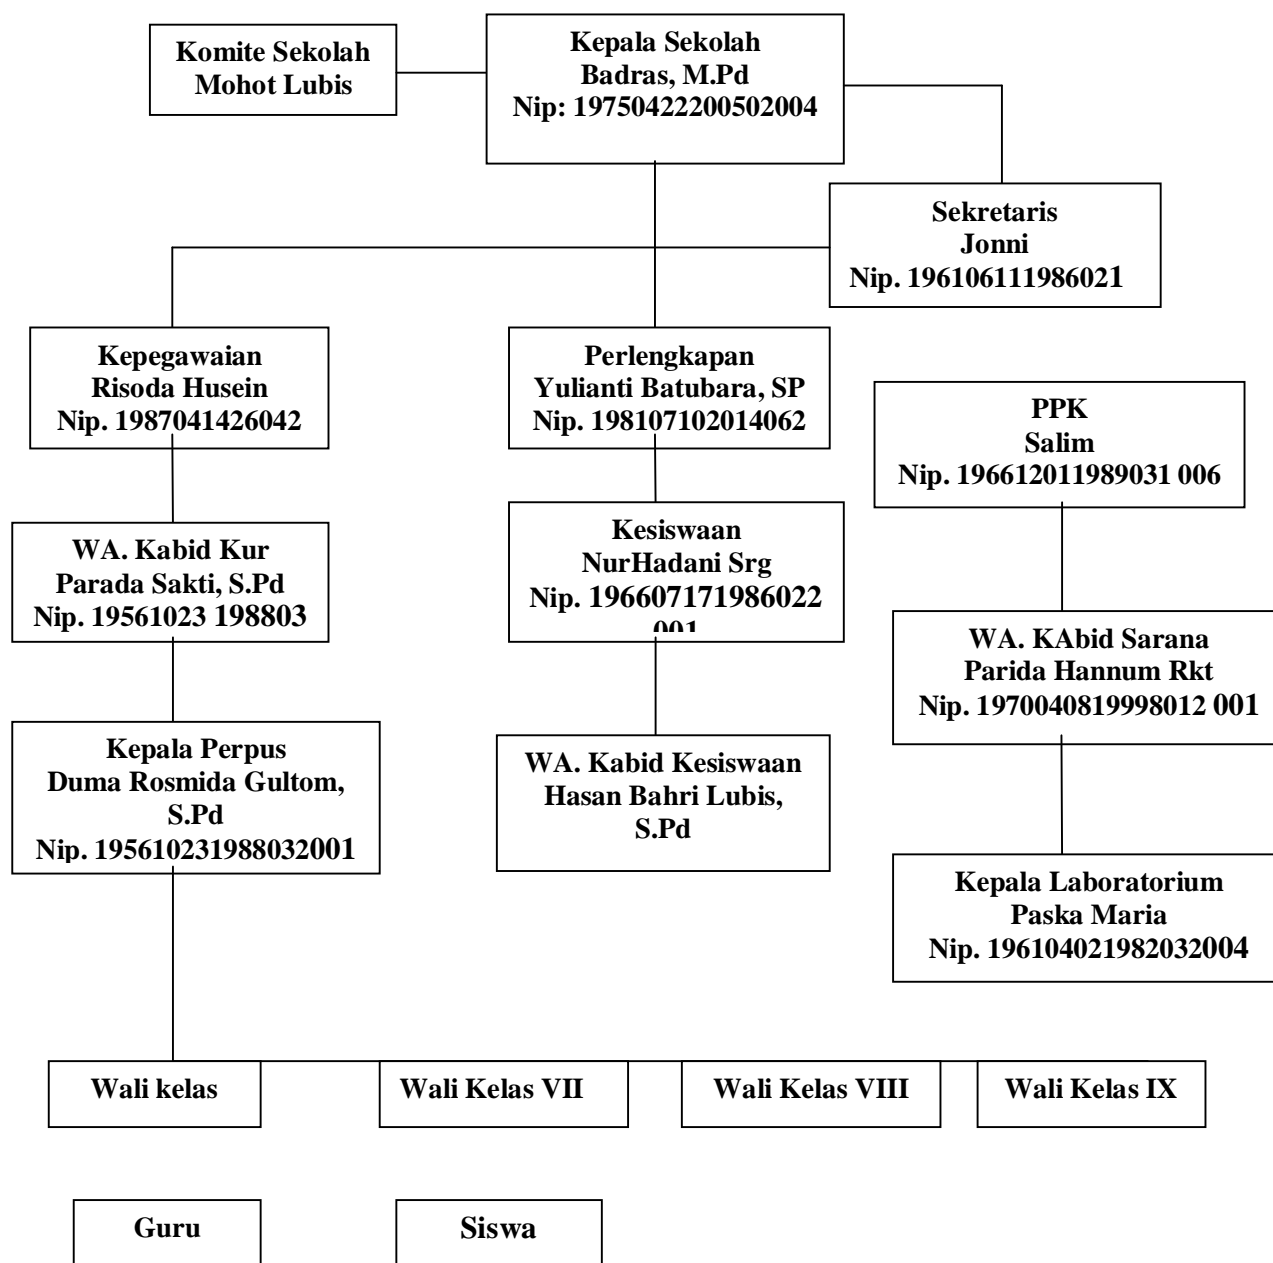 Komite Sekolah
Mohot Lubis
Kepala Sekolah
Badras, M.Pd
Nip: 19750422200502004
Sekretaris
Jonni
Nip. 196106111986021
Kepegawaian
Risoda Husein
Nip. 1987041426042
Perlengkapan
Yulianti Batubara, SP
Nip. 198107102014062
PPK
Salim
Nip. 196612011989031 006
WA. Kabid Kur
Parada Sakti, S.Pd
Nip. 19561023 198803
Kesiswaan
NurHadani Srg
Nip. 196607171986022
001
WA. KAbid Sarana
Parida Hannum Rkt
Nip. 1970040819998012 001
Kepala Perpus
Duma Rosmida Gultom,
S.Pd
Nip. 195610231988032001
WA. Kabid Kesiswaan
Hasan Bahri Lubis,
S.Pd
Kepala Laboratorium
Paska Maria
Nip. 196104021982032004
Wali kelas
Wali Kelas VII
Wali Kelas VIII
Wali Kelas IX
Guru
Siswa